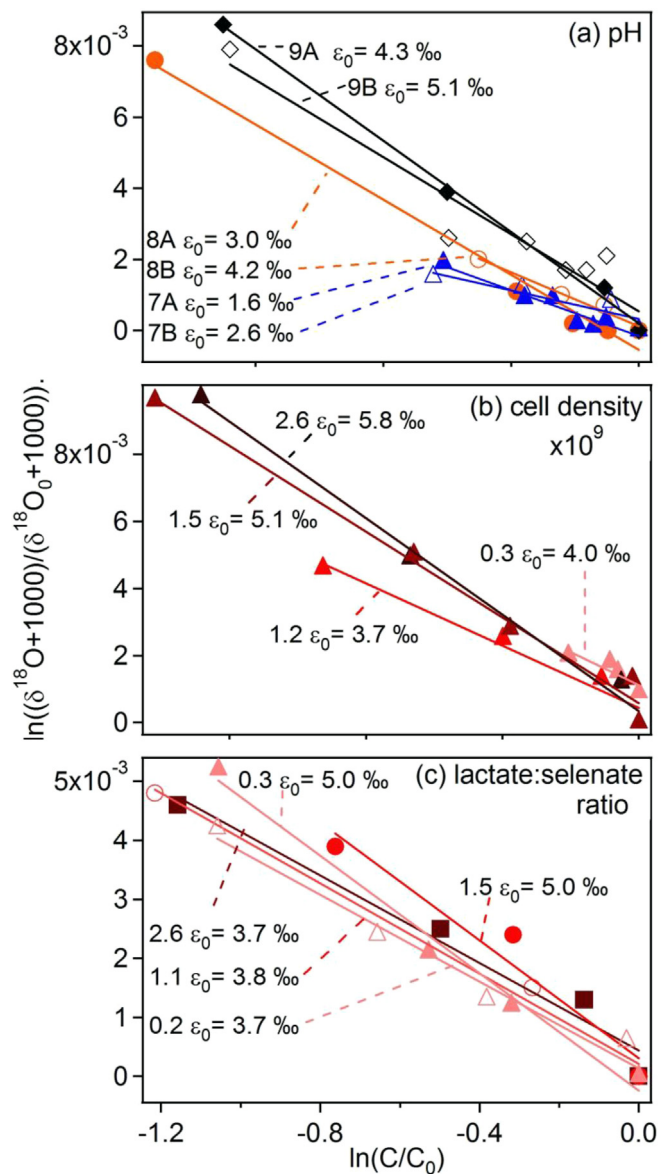 8x10⁻³
6
4
2
0
(a) pH
9A ε₀= 4.3 ‰
9B ε₀= 5.1 ‰
8A ε₀= 3.0 ‰
8B ε₀= 4.2 ‰
7A ε₀= 1.6 ‰
7B ε₀= 2.6 ‰
ln((δ¹⁸O+1000)/(δ¹⁸O₀+1000)).
8x10⁻³
6
4
2
0
(b) cell density
x10⁹
2.6 ε₀= 5.8 ‰
1.5 ε₀= 5.1 ‰
0.3 ε₀= 4.0 ‰
1.2 ε₀= 3.7 ‰
5x10⁻³
4
3
2
1
0
(c) lactate:selenate
ratio
0.3 ε₀= 5.0 ‰
1.5 ε₀= 5.0 ‰
2.6 ε₀= 3.7 ‰
1.1 ε₀= 3.8 ‰
0.2 ε₀= 3.7 ‰
-1.2
-0.8
-0.4
0.0
ln(C/C₀)